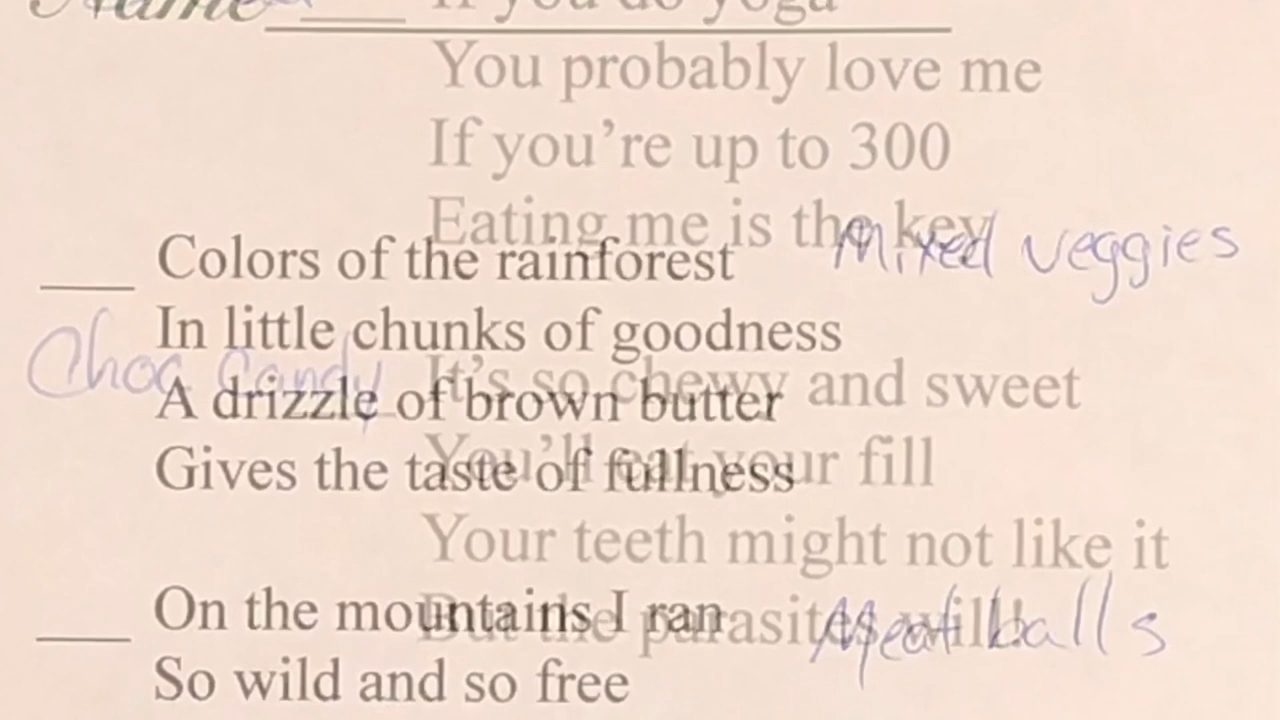 Name ____ If you do yoga
You probably love me
If you're up to 300
Eating me is the key
Colors of the rainforest
Mixed veggies
In little chunks of goodness
A drizzle of brown butter
Gives the taste of fullness
Choc Candy
It's so chewy and sweet
You'll eat your fill
Your teeth might not like it
But the parasites will!
On the mountains I ran
Meatballs
So wild and so free